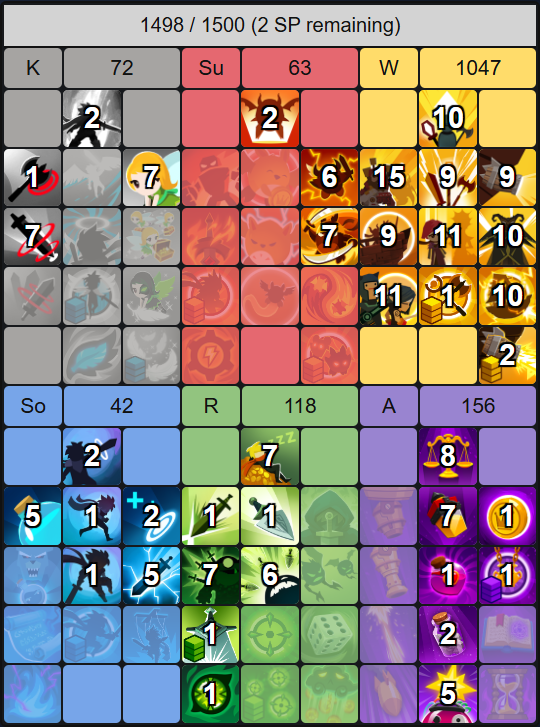 1498 / 1500 (2 SP remaining)
K 72 Su 63 W 1047
2 2 10
1 7 6 15 9 9
7 7 9 11 10
11 1 10
2
So 42 R 118 A 156
2 zzz 7 8
5 1 +2 1 1 7 1
1 5 7 6 1 1
1 2
1 5